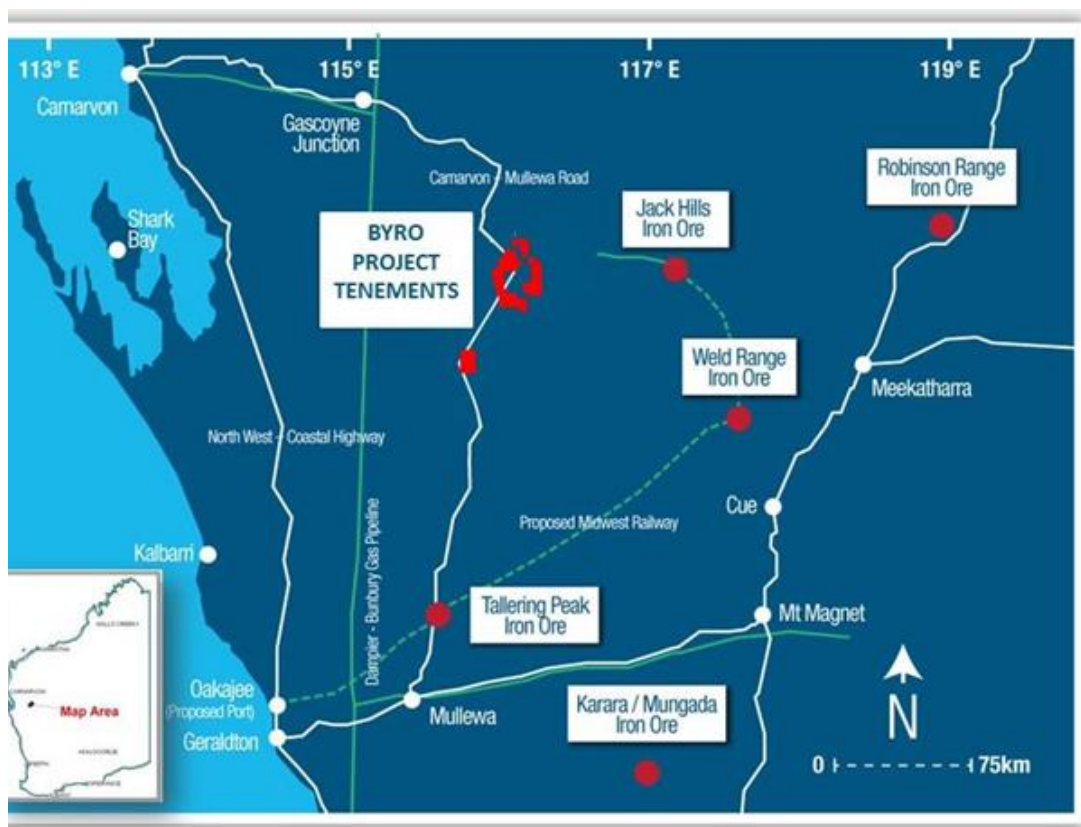 113° E
115° E
117° E
119° E
Camarvon
Gascoyne
Junction
Camarvon - Mullewa Road
Robinson Range
Iron Ore
Jack Hills
Iron Ore
BYRO
PROJECT
TENEMENTS
Shark
Bay
Weld Range
Iron Ore
Meekatharra
North West - Coastal Highway
Cue
Proposed Midwest Railway
Dampier - Bunbury Gas Pipeline
Kalbarri
Tallering Peak
Iron Ore
Mt Magnet
Oakajee
(Proposed Port)
Mullewa
Geraldton
Karara / Mungada
Iron Ore
N
0
75km
HALLS CREEK
Map Area